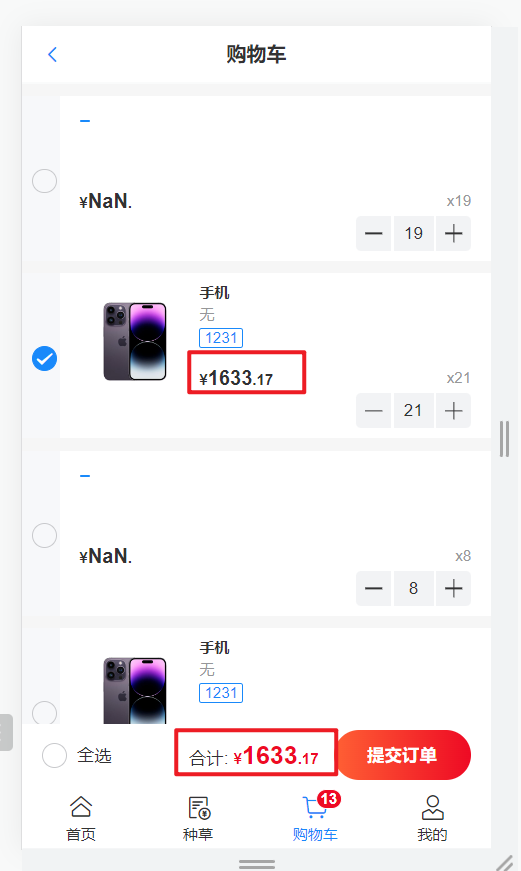 购物车
¥NaN.
x19
19
手机
无
1231
¥1633.17
x21
21
¥NaN.
x8
8
手机
无
1231
全选
合计: ¥1633.17
提交订单
13
首页
种草
购物车
我的